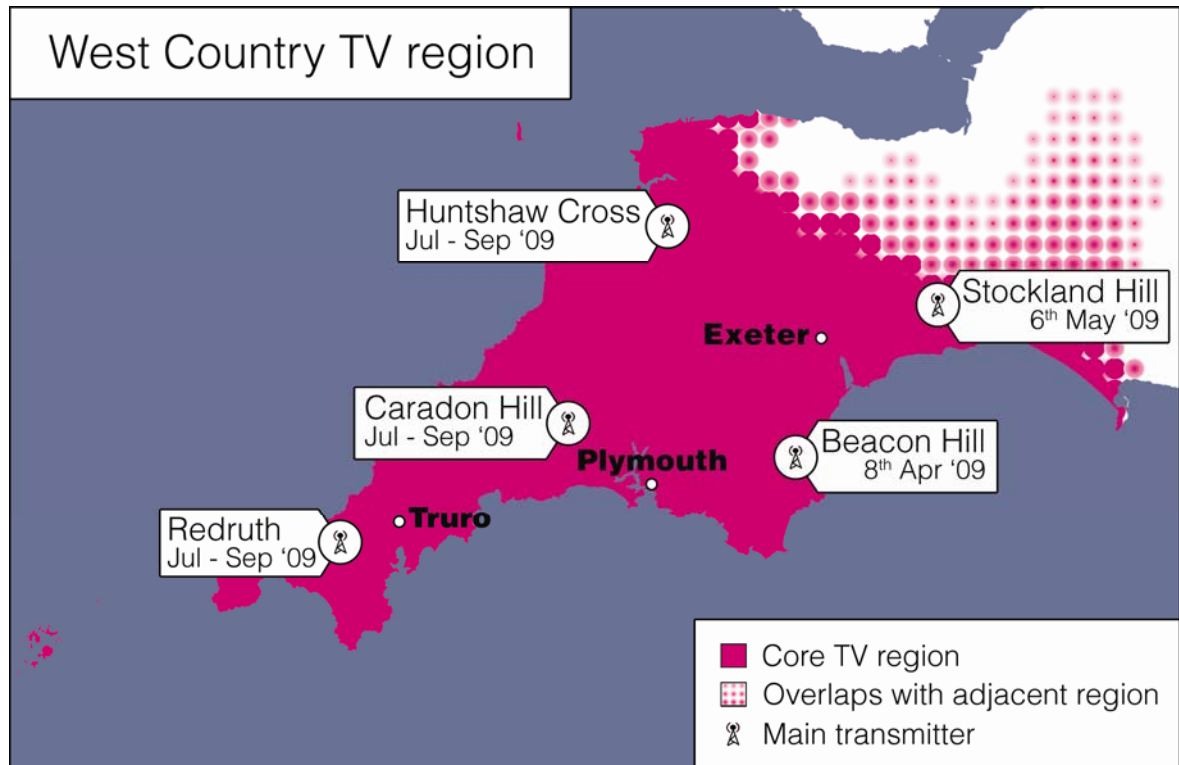 West Country TV region
Huntshaw Cross
Jul - Sep ‘09
Stockland Hill
6th May ‘09
Exeter
Caradon Hill
Jul - Sep ‘09
Beacon Hill
8th Apr ‘09
Plymouth
Truro
Redruth
Jul - Sep ‘09
Core TV region
Overlaps with adjacent region
Main transmitter